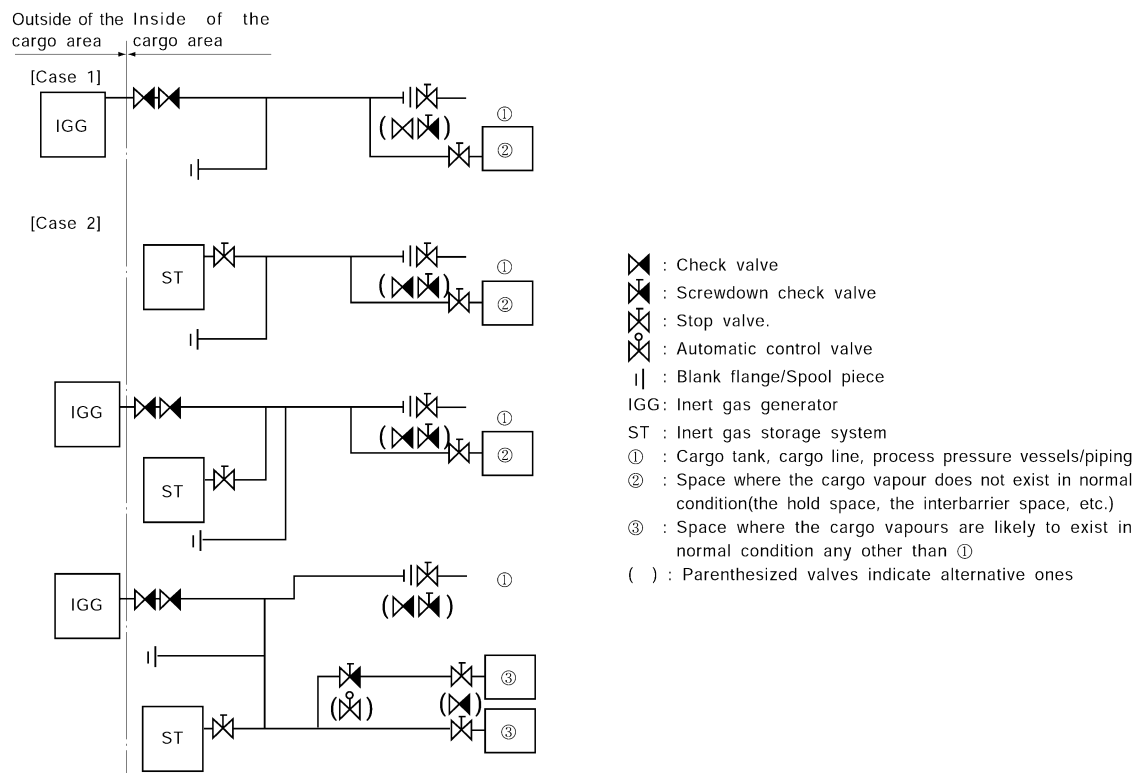 Outside of the Inside of the
cargo area cargo area
[Case 1]
IGG
①
②
[Case 2]
ST
①
②
IGG
①
②
ST
IGG
①
③
ST
③
: Check valve
: Screwdown check valve
: Stop valve.
: Automatic control valve
: Blank flange/Spool piece
IGG: Inert gas generator
ST : Inert gas storage system
① : Cargo tank, cargo line, process pressure vessels/piping
② : Space where the cargo vapour does not exist in normal
condition(the hold space, the interbarrier space, etc.)
③ : Space where the cargo vapours are likely to exist in
normal condition any other than ①
( ) : Parenthesized valves indicate alternative ones